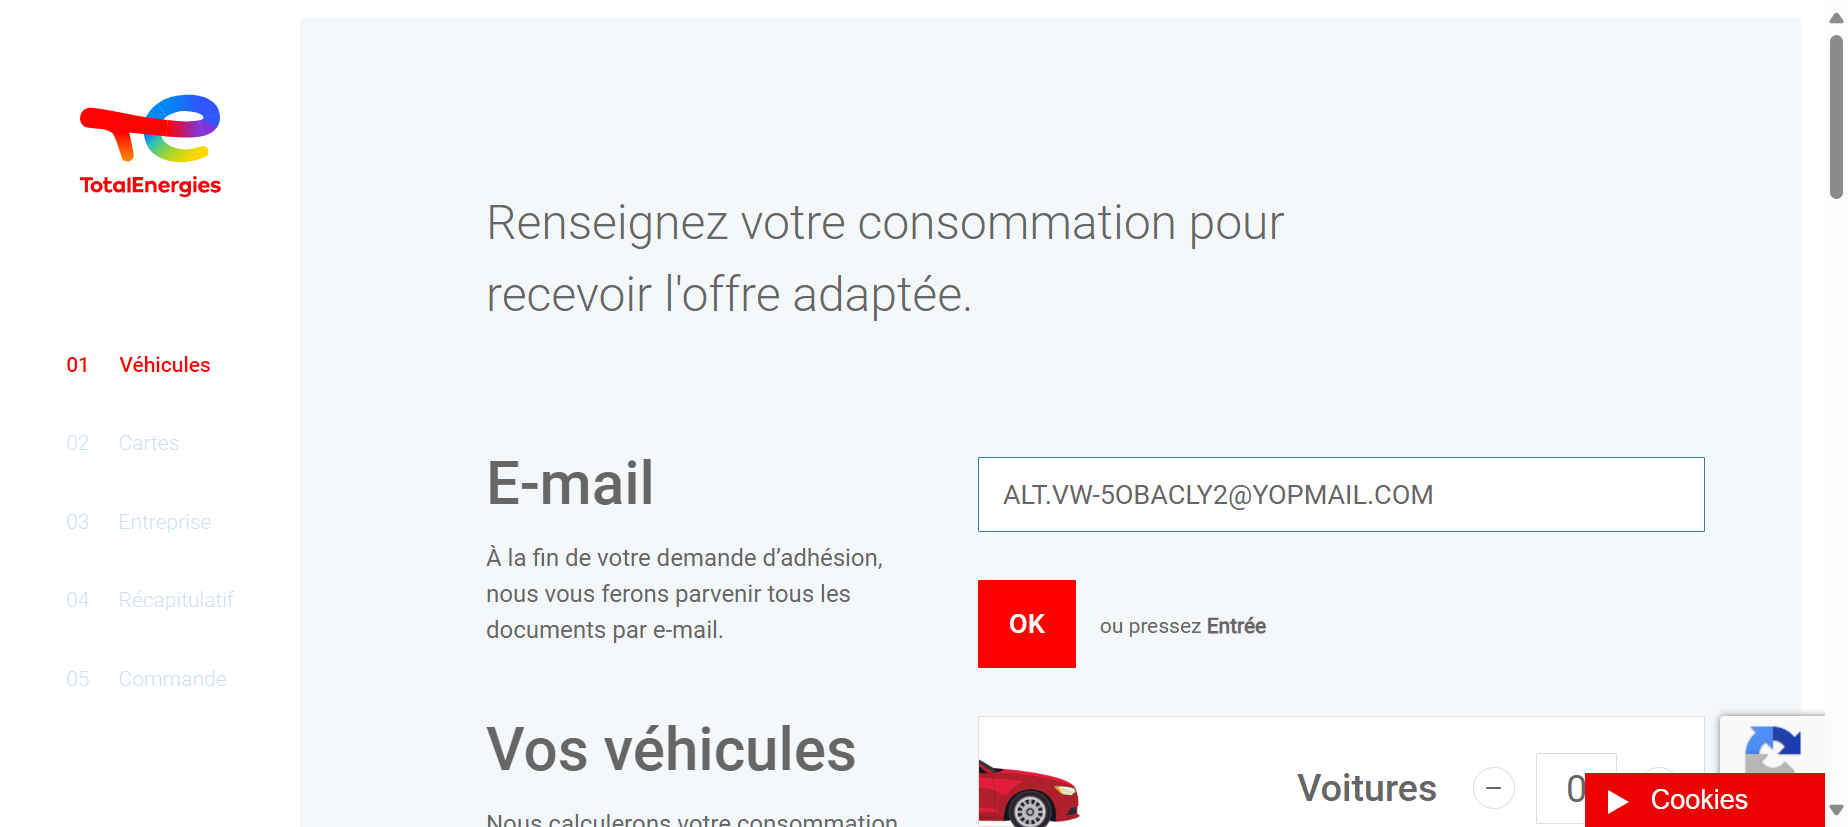 TotalEnergies
01 Véhicules
02 Cartes
03 Entreprise
04 Récapitulatif
05 Commande
Renseignez votre consommation pour
recevoir l'offre adaptée.
E-mail
À la fin de votre demande d’adhésion,
nous vous ferons parvenir tous les
documents par e-mail.
ALT.VW-5OBACLY2@YOPMAIL.COM
OK
ou pressez Entrée
Vos véhicules
Nous calculerons votre consommation
Voitures
0
Cookies